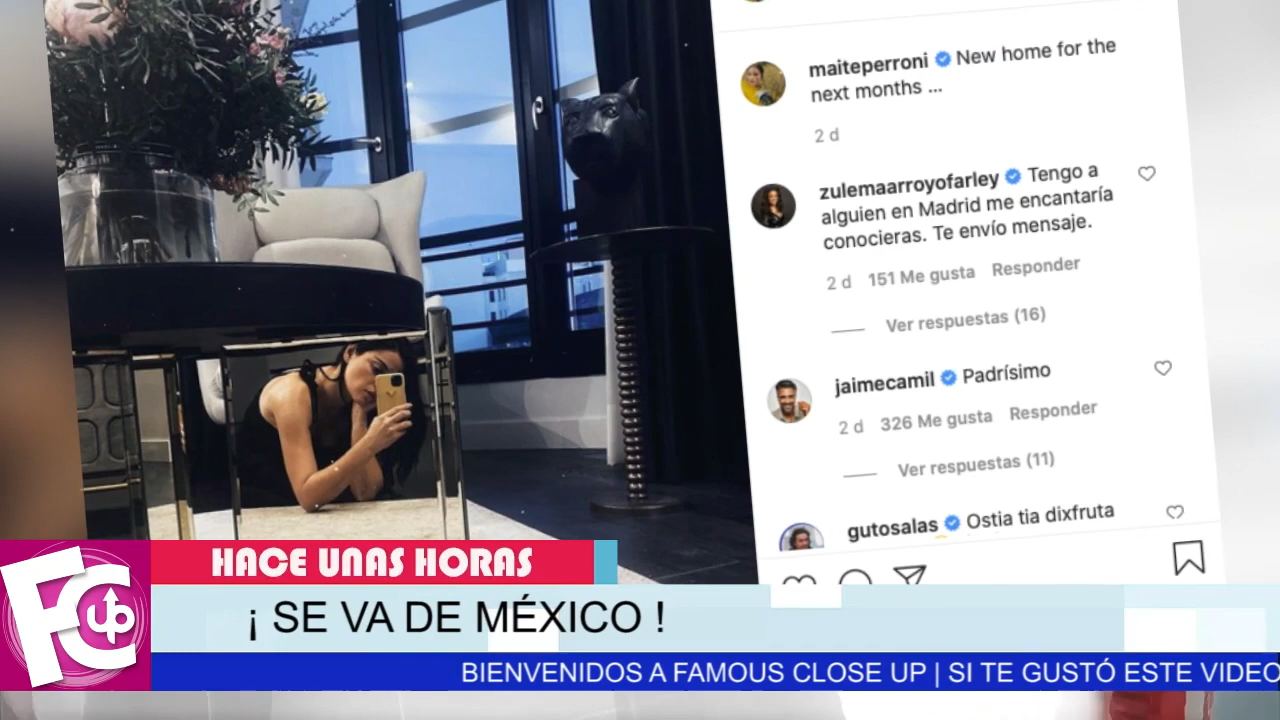 maiteperroni New home for the
next months ...
2 d
zulemaarroyofarley Tengo a
alguien en Madrid me encantaría
conocieras. Te envío mensaje.
2 d 151 Me gusta Responder
Ver respuestas (16)
jaimecamil Padrísimo
2 d 326 Me gusta Responder
Ver respuestas (11)
gutosalas Ostia tia dixfruta
FC up
HACE UNAS HORAS
¡ SE VA DE MÉXICO !
BIENVENIDOS A FAMOUS CLOSE UP | SI TE GUSTÓ ESTE VIDEO